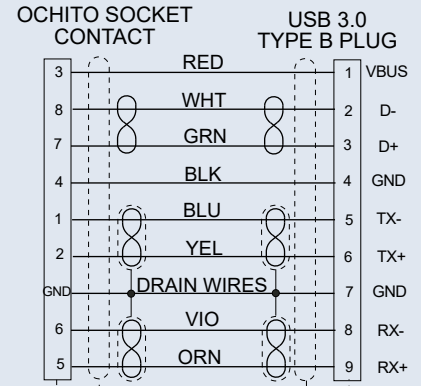 OCHITO SOCKET CONTACT
USB 3.0 TYPE B PLUG
3 RED 1 VBUS
8 WHT 2 D-
7 GRN 3 D+
4 BLK 4 GND
1 BLU 5 TX-
2 YEL 6 TX+
GND DRAIN WIRES 7 GND
6 VIO 8 RX-
5 ORN 9 RX+